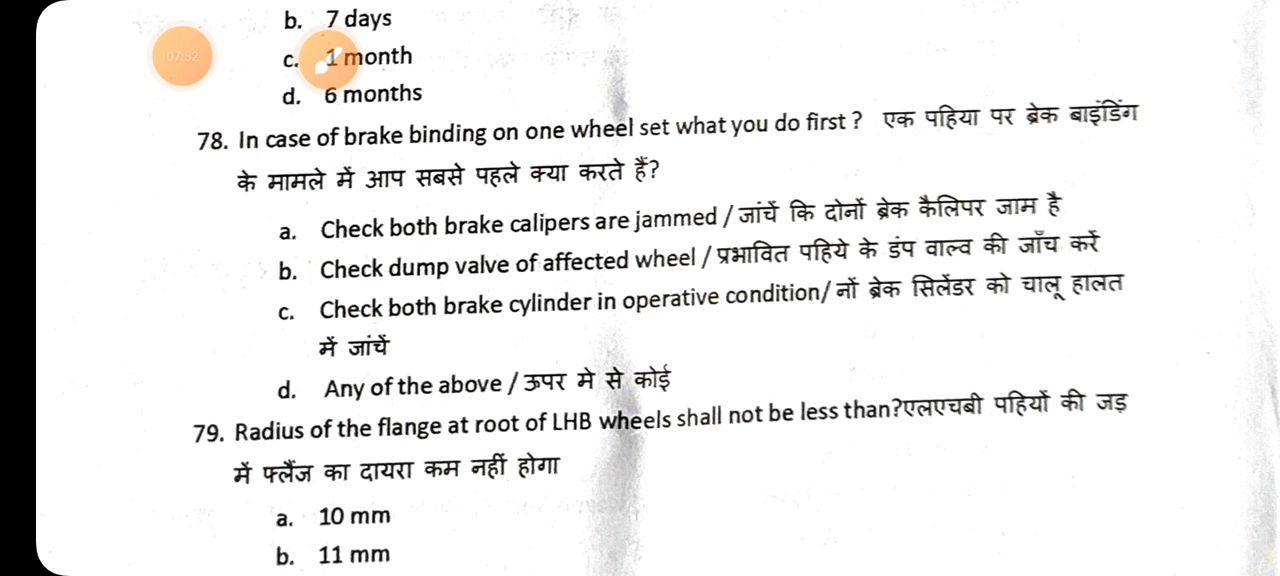 b. 7 days
07:52
c. 1 month
d. 6 months
78. In case of brake binding on one wheel set what you do first ? एक पहिया पर ब्रेक बाइंडिंग
के मामले में आप सबसे पहले क्या करते हैं?
a. Check both brake calipers are jammed / जांचें कि दोनों ब्रेक कैलिपर जाम है
b. Check dump valve of affected wheel / प्रभावित पहिये के डंप वाल्व की जाँच करें
c. Check both brake cylinder in operative condition/ नों ब्रेक सिलेंडर को चालू हालत
में जांचें
d. Any of the above / ऊपर मे से कोई
79. Radius of the flange at root of LHB wheels shall not be less than?एलएचबी पहियों की जड़
में फ्लैंज का दायरा कम नहीं होगा
a. 10 mm
b. 11 mm